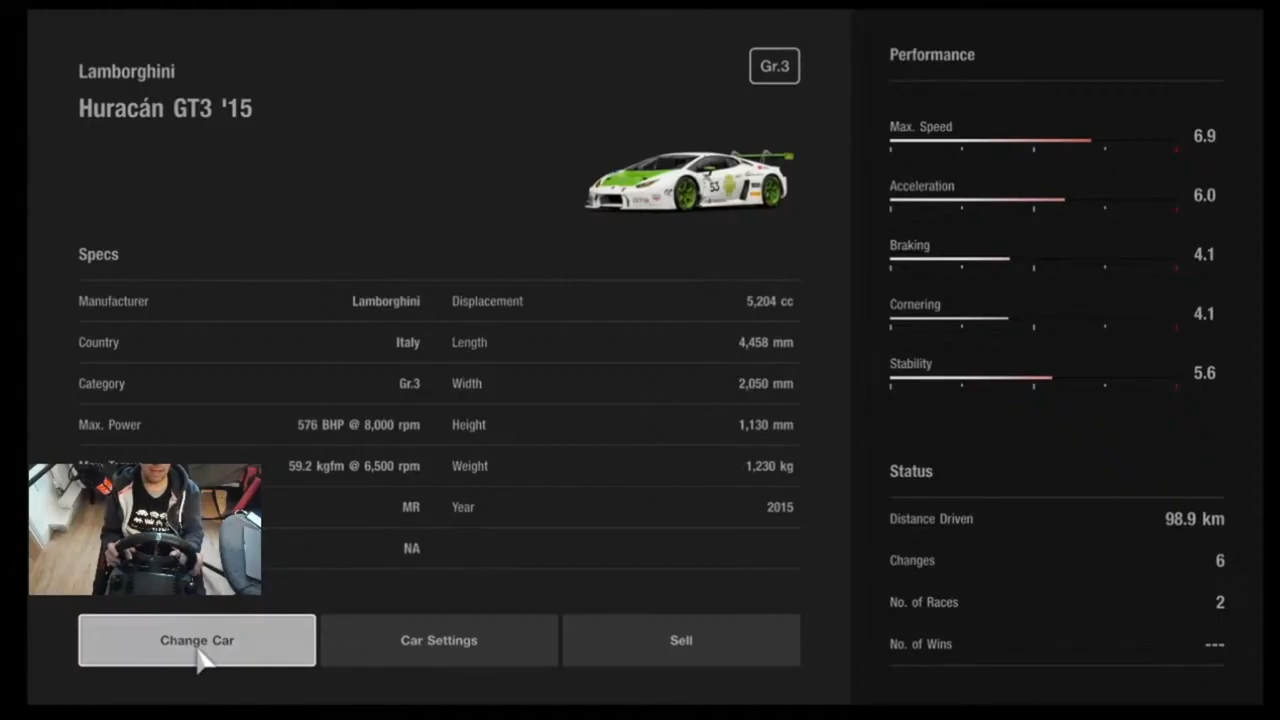 Lamborghini
Huracán GT3 '15
Gr.3
53
Specs
Manufacturer Lamborghini
Country Italy
Category Gr.3
Max. Power 576 BHP @ 8,000 rpm
59.2 kgfm @ 6,500 rpm
MR
NA
Displacement 5,204 cc
Length 4,458 mm
Width 2,050 mm
Height 1,130 mm
Weight 1,230 kg
Year 2015
Change Car
Car Settings
Sell
Performance
Max. Speed 6.9
Acceleration 6.0
Braking 4.1
Cornering 4.1
Stability 5.6
Status
Distance Driven 98.9 km
Changes 6
No. of Races 2
No. of Wins ---